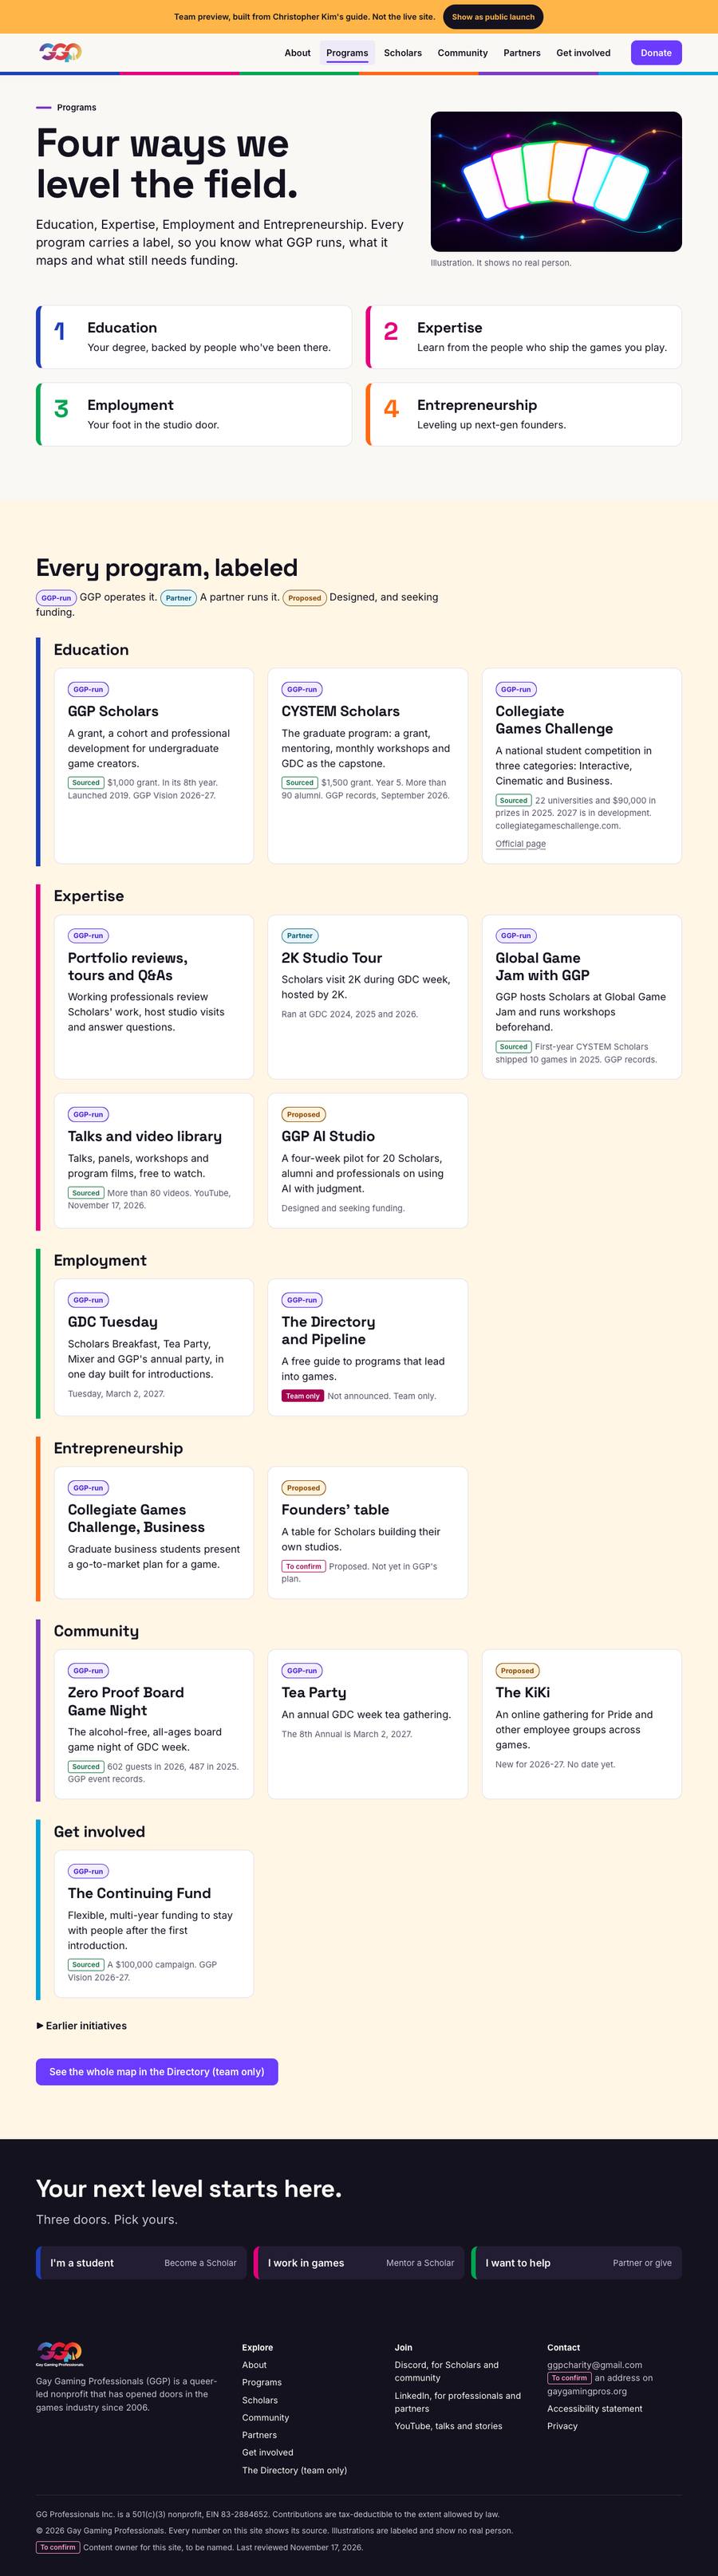 Team preview, built from Christopher Kim's guide. Not the live site. Show as public launch
GGP About Programs Scholars Community Partners Get involved Donate
Programs
Four ways we
level the field.
Education, Expertise, Employment and Entrepreneurship. Every
program carries a label, so you know what GGP runs, what it
maps and what still needs funding.
Illustration. It shows no real person.
1 Education
Your degree, backed by people who've been there.
2 Expertise
Learn from the people who ship the games you play.
3 Employment
Your foot in the studio door.
4 Entrepreneurship
Leveling up next-gen founders.
Every program, labeled
GGP-run GGP operates it. Partner A partner runs it. Proposed Designed, and seeking
funding.
Education
GGP-run
GGP Scholars
A grant, a cohort and professional
development for undergraduate
game creators.
Sourced $1,000 grant. In its 8th year.
Launched 2019. GGP Vision 2026-27.
GGP-run
CYSTEM Scholars
The graduate program: a grant,
mentoring, monthly workshops and
GDC as the capstone.
Sourced $1,500 grant. Year 5. More than
90 alumni. GGP records, September 2026.
GGP-run
Collegiate
Games Challenge
A national student competition in
three categories: Interactive,
Cinematic and Business.
Sourced 22 universities and $90,000 in
prizes in 2025. 2027 is in development.
collegiategameschallenge.com.
Official page
Expertise
GGP-run
Portfolio reviews,
tours and Q&As
Working professionals review
Scholars' work, host studio visits
and answer questions.
Partner
2K Studio Tour
Scholars visit 2K during GDC week,
hosted by 2K.
Ran at GDC 2024, 2025 and 2026.
GGP-run
Global Game
Jam with GGP
GGP hosts Scholars at Global Game
Jam and runs workshops
beforehand.
Sourced First-year CYSTEM Scholars
shipped 10 games in 2025. GGP records.
GGP-run
Talks and video library
Talks, panels, workshops and
program films, free to watch.
Sourced More than 80 videos. YouTube,
November 17, 2026.
Proposed
GGP AI Studio
A four-week pilot for 20 Scholars,
alumni and professionals on using
AI with judgment.
Designed and seeking funding.
Employment
GGP-run
GDC Tuesday
Scholars Breakfast, Tea Party,
Mixer and GGP's annual party, in
one day built for introductions.
Tuesday, March 2, 2027.
GGP-run
The Directory
and Pipeline
A free guide to programs that lead
into games.
Team only Not announced. Team only.
Entrepreneurship
GGP-run
Collegiate Games
Challenge, Business
Graduate business students present
a go-to-market plan for a game.
Proposed
Founders' table
A table for Scholars building their
own studios.
To confirm Proposed. Not yet in GGP's
plan.
Community
GGP-run
Zero Proof Board
Game Night
The alcohol-free, all-ages board
game night of GDC week.
Sourced 602 guests in 2026, 487 in 2025.
GGP event records.
GGP-run
Tea Party
An annual GDC week tea gathering.
The 8th Annual is March 2, 2027.
Proposed
The KiKi
An online gathering for Pride and
other employee groups across
games.
New for 2026-27. No date yet.
Get involved
GGP-run
The Continuing Fund
Flexible, multi-year funding to stay
with people after the first
introduction.
Sourced A $100,000 campaign. GGP
Vision 2026-27.
Earlier initiatives
See the whole map in the Directory (team only)
Your next level starts here.
Three doors. Pick yours.
I'm a student Become a Scholar
I work in games Mentor a Scholar
I want to help Partner or give
GGP
Gay Gaming Professionals
Gay Gaming Professionals (GGP) is a queer-
led nonprofit that has opened doors in the
games industry since 2006.
Explore
About
Programs
Scholars
Community
Partners
Get involved
The Directory (team only)
Join
Discord, for Scholars and
community
LinkedIn, for professionals and
partners
YouTube, talks and stories
Contact
ggpcharity@gmail.com
To confirm an address on
gaygamingpros.org
Accessibility statement
Privacy
GG Professionals Inc. is a 501(c)(3) nonprofit, EIN 83-2884652. Contributions are tax-deductible to the extent allowed by law.
© 2026 Gay Gaming Professionals. Every number on this site shows its source. Illustrations are labeled and show no real person.
To confirm Content owner for this site, to be named. Last reviewed November 17, 2026.